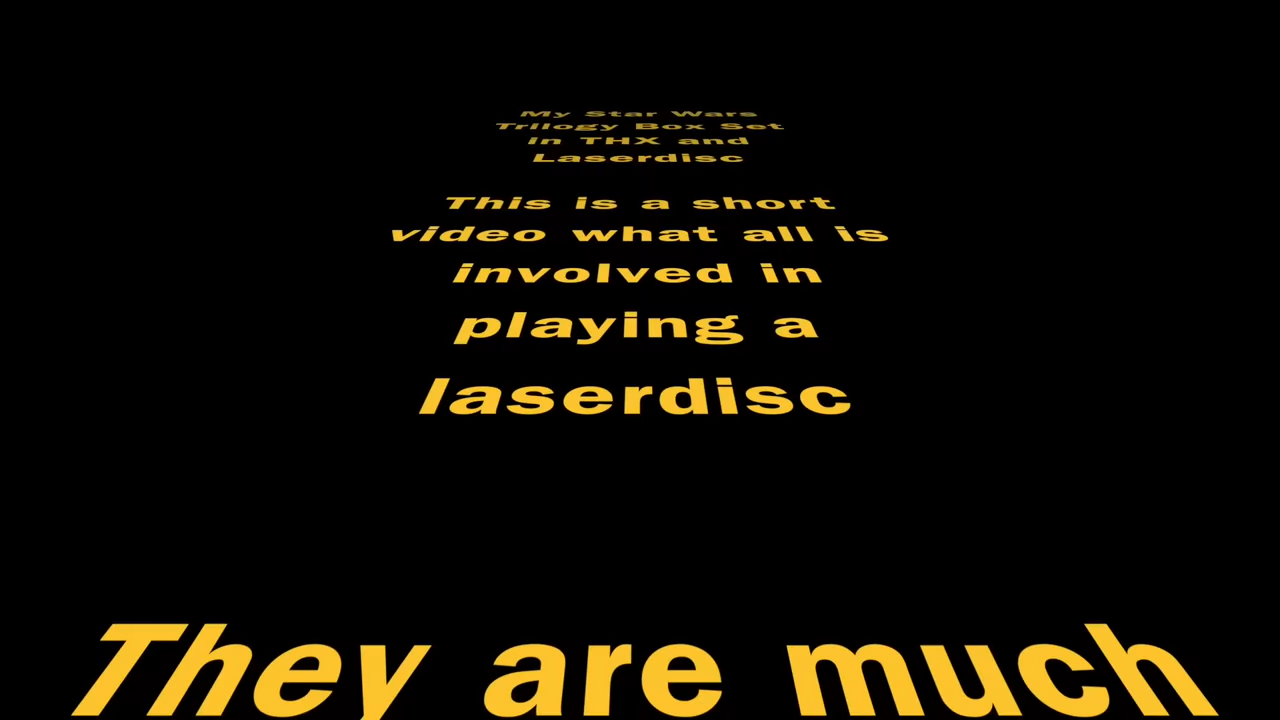 My Star Wars
Trilogy Box Set
in THX and
Laserdisc
This is a short
video what all is
involved in
playing a
laserdisc
They are much